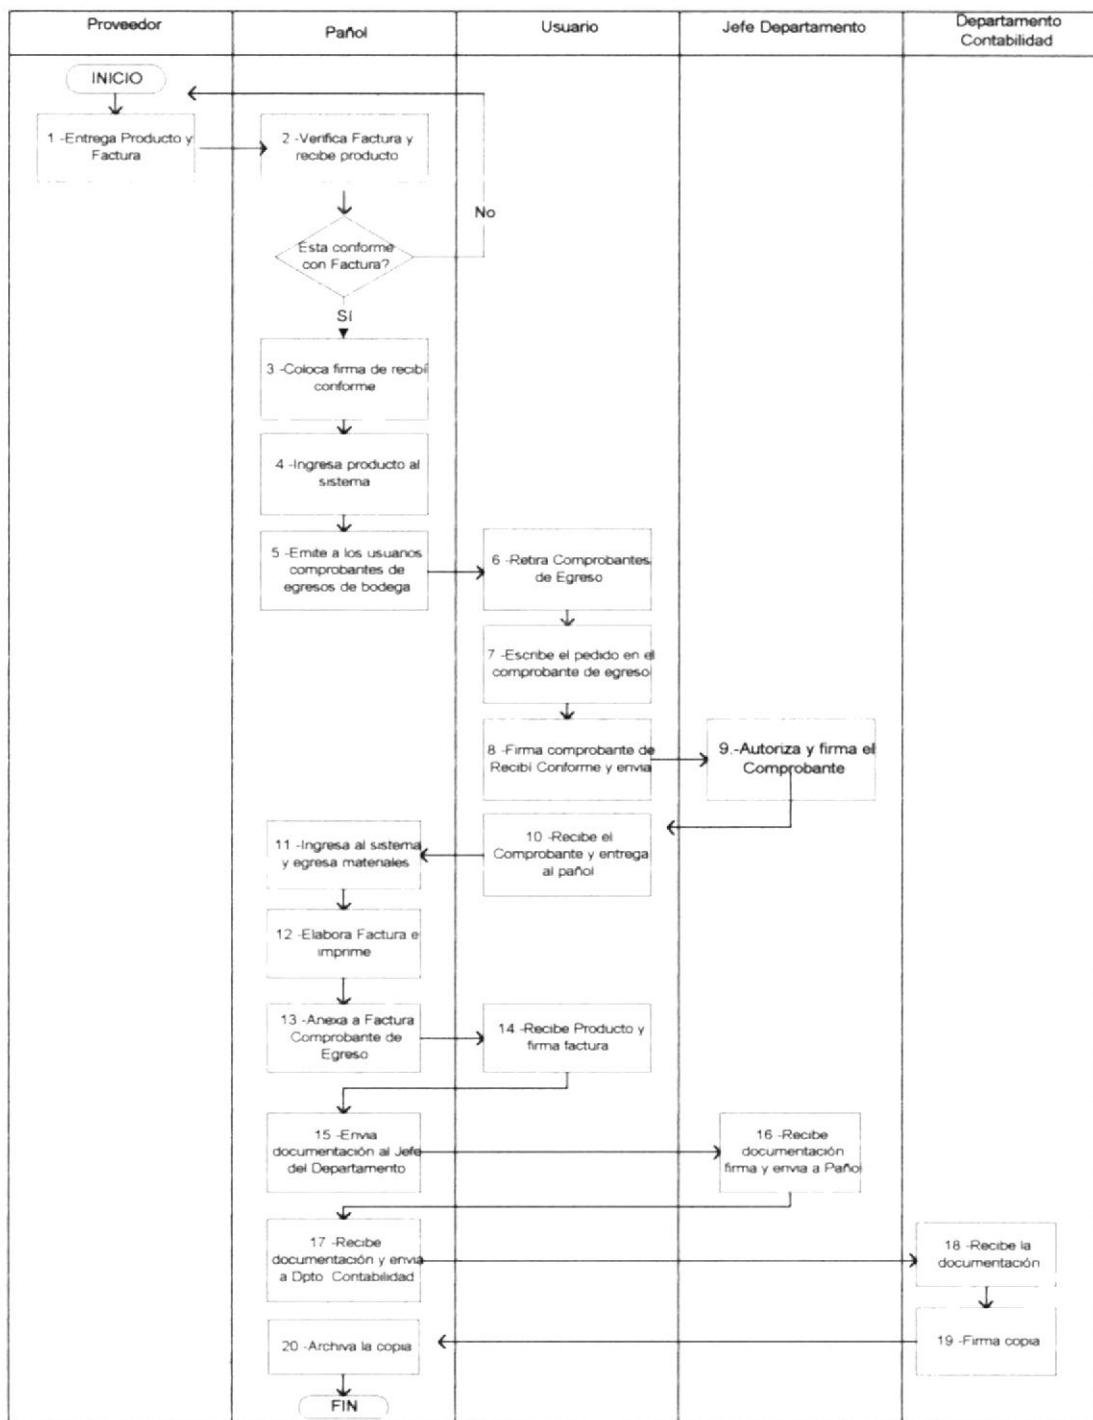 Proveedor
Pañol
Usuario
Jefe Departamento
Departamento
Contabilidad
INICIO
1 -Entrega Producto y
Factura
2 -Verifica Factura y
recibe producto
No
Esta conforme
con Factura?
Sí
3 -Coloca firma de recibí
conforme
4 -Ingresa producto al
sistema
5 -Emite a los usuarios
comprobantes de
egresos de bodega
6 -Retira Comprobantes
de Egreso
7 -Escribe el pedido en el
comprobante de egreso
8 -Firma comprobante de
Recibí Conforme y envia
9.-Autoriza y firma el
Comprobante
10 -Recibe el
Comprobante y entrega
al pañol
11 -Ingresa al sistema
y egresa materiales
12 -Elabora Factura e
imprime
13 -Anexa a Factura
Comprobante de
Egreso
14 -Recibe Producto y
firma factura
15 -Envia
documentación al Jefe
del Departamento
16 -Recibe
documentación
firma y envia a Pañol
17 -Recibe
documentación y envia
a Dpto Contabilidad
18 -Recibe la
documentación
19 -Firma copia
20 -Archiva la copia
FIN